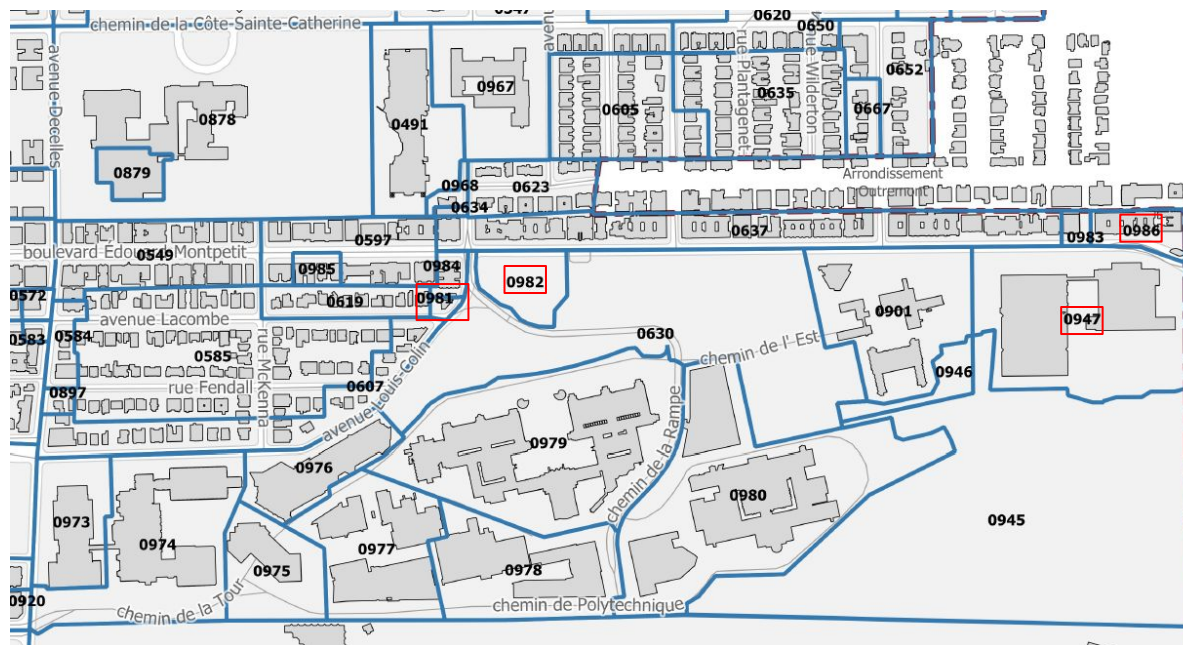 0547
chemin de la Côte-Sainte-Catherine
0620
0650
avenue Decelles
avenue
rue Plantagenet
nue Wilderton
0652
0967
0878
0491
0605
0635
0667
0879
0968
0623
Arrondissement
Outremont
0634
0597
0637
0983
0986
boulevard Édouard-Montpetit
0549
0985
0984
0982
0572
0619
0981
0901
0947
avenue Lacombe
0583
0584
0585
rue McKenna
0630
chemin de l' Est
0946
rue Fendall
0607
0897
avenue Louis-Colin
0979
chemin-de-la-Rampe
0976
0980
0973
0974
0977
0945
0975
0978
0920
chemin de la Tour
chemin de Polytechnique